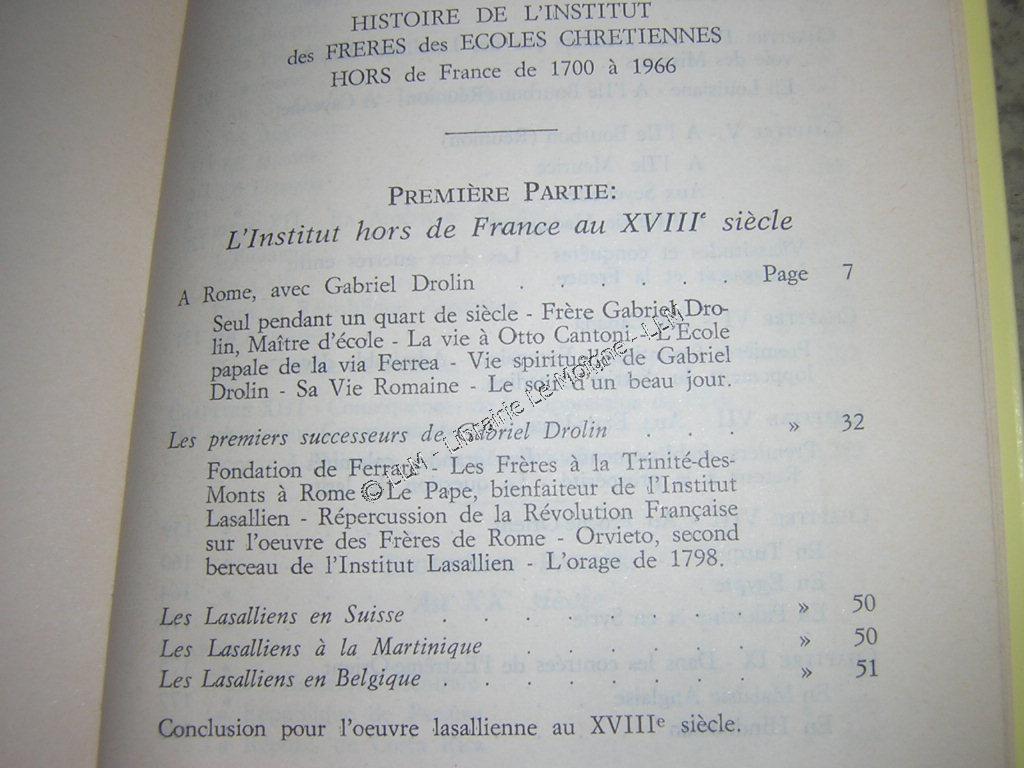 HISTOIRE DE L'INSTITUT
des FRERES des ECOLES CHRETIENNES
HORS de France de 1700 à 1966
PREMIÈRE PARTIE:
L'Institut hors de France au XVIIIe siècle
A Rome, avec Gabriel Drolin . . . . . Page 7
Seul pendant un quart de siècle - Frère Gabriel Dro-
lin, Maître d'école - La vie à Otto Cantoni - L'Ecole
papale de la via Ferrea - Vie spirituelle de Gabriel
Drolin - Sa Vie Romaine - Le soir d'un beau jour.
Les premiers successeurs de Gabriel Drolin . . . » 32
Fondation de Ferrare - Les Frères à la Trinité-des-
Monts à Rome - Le Pape, bienfaiteur de l'Institut
Lasallien - Répercussion de la Révolution Française
sur l'oeuvre des Frères de Rome - Orvieto, second
berceau de l'Institut Lasallien - L'orage de 1798.
Les Lasalliens en Suisse . . . . . . . » 50
Les Lasalliens à la Martinique . . . . . » 50
Les Lasalliens en Belgique . . . . . . . » 51
Conclusion pour l'oeuvre lasallienne au XVIIIe siècle.
© LLM - Librairie Le Moine - LLM